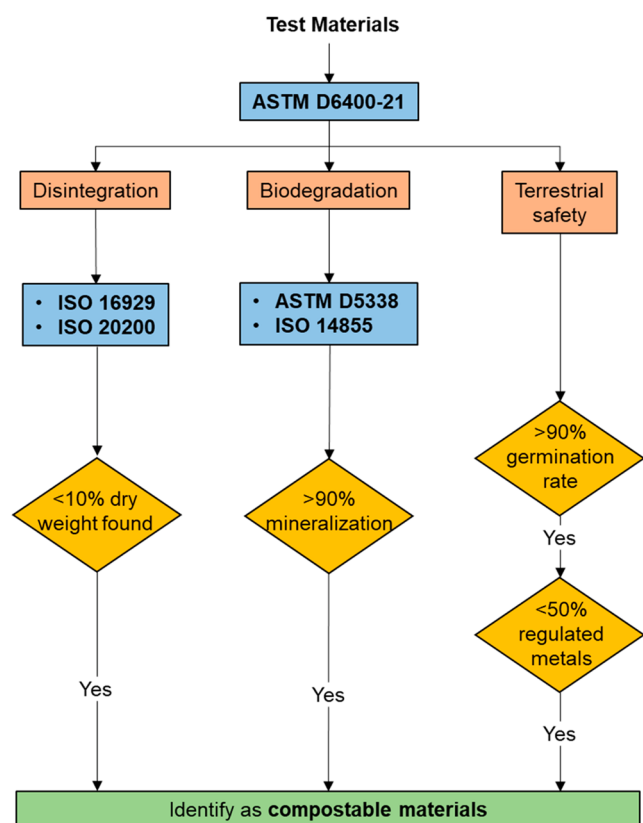 Test Materials
ASTM D6400-21
Disintegration
Biodegradation
Terrestrial
safety
• ISO 16929
• ISO 20200
• ASTM D5338
• ISO 14855
<10% dry
weight found
>90%
mineralization
>90%
germination
rate
Yes
<50%
regulated
metals
Yes
Yes
Yes
Identify as compostable materials